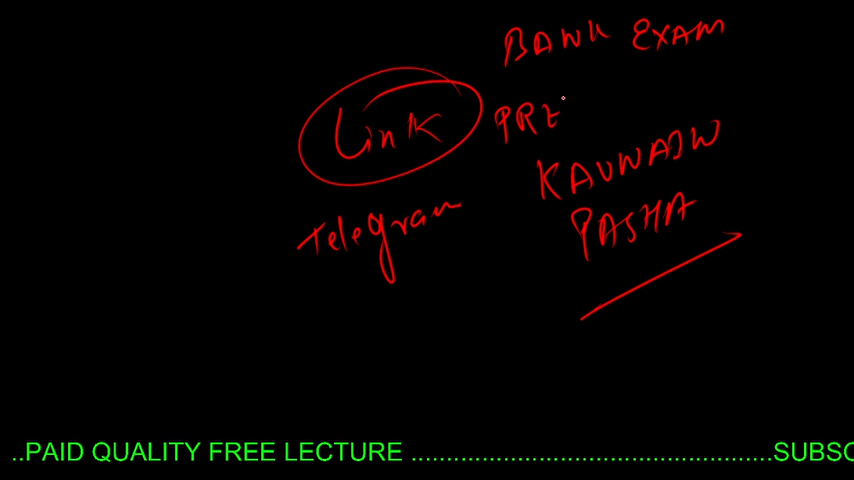 BANK EXAM
Link PRE
KAUNAIN
Telegram PASHA
..PAID QUALITY FREE LECTURE ...................................................SUBSC